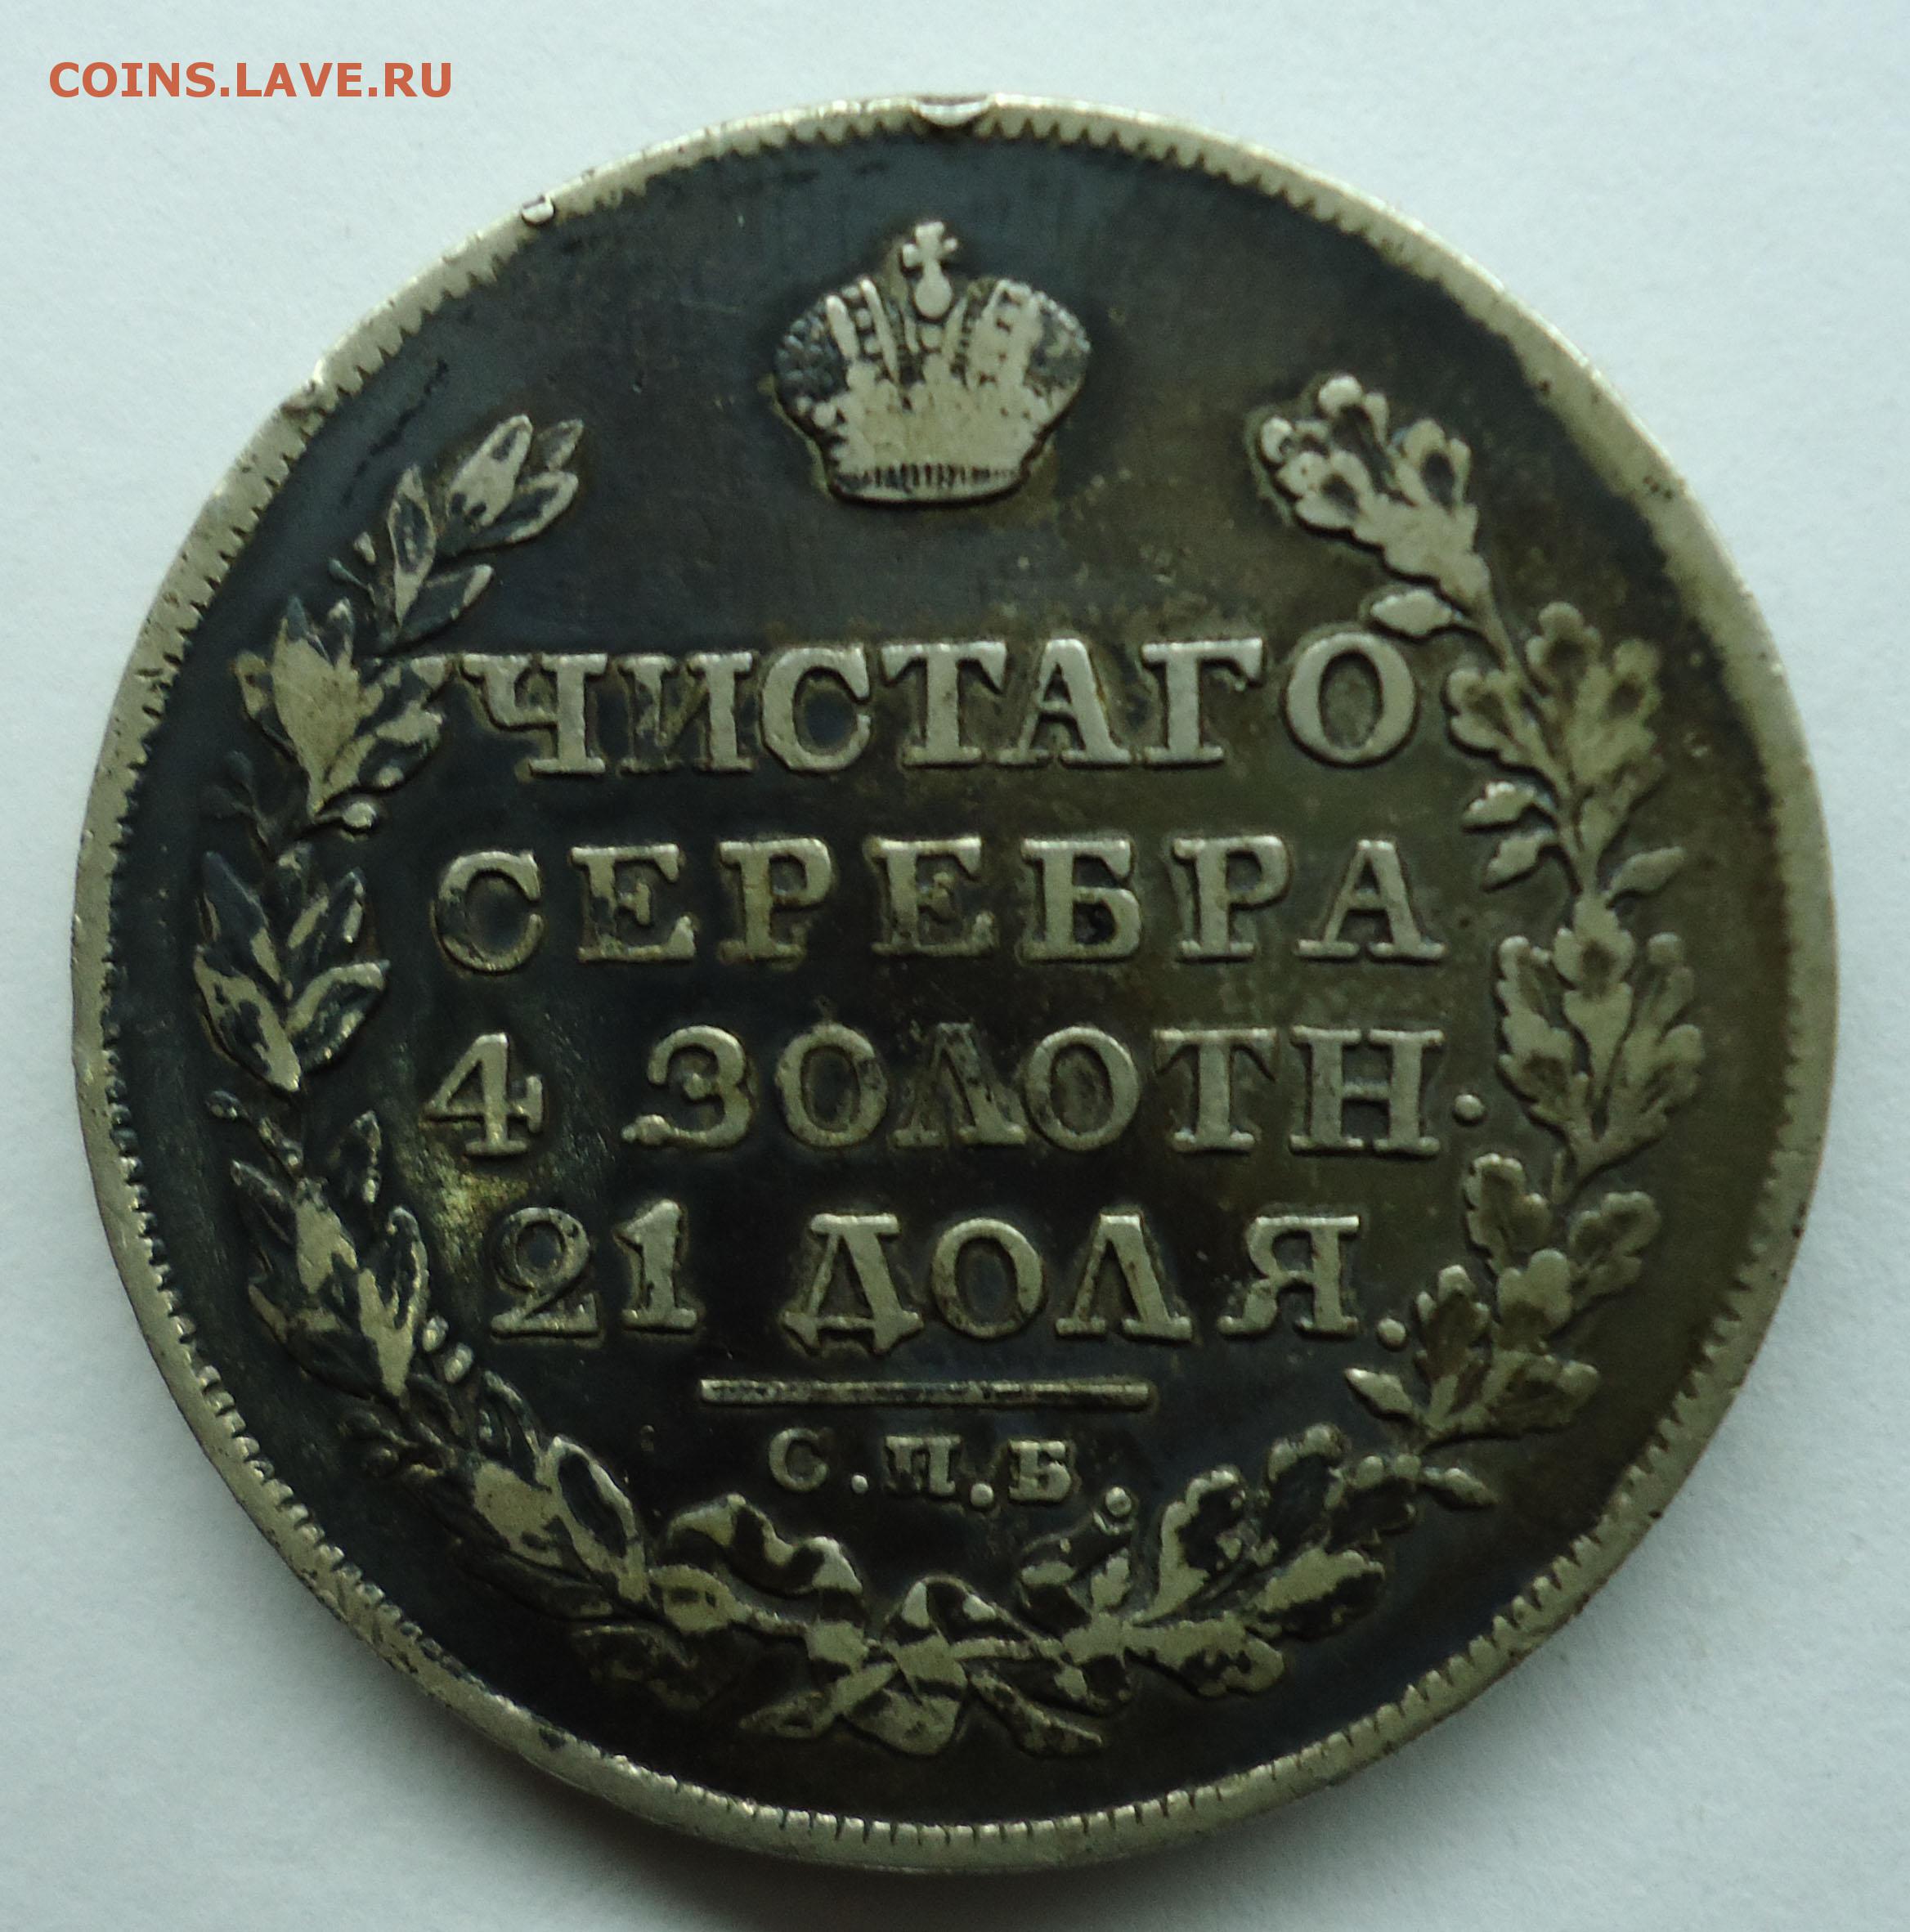 COINS.LAVE.RU
ЧИСТАГО
СЕРЕБРА
4 ЗОЛОТН.
21 ДОЛЯ.
С.П.Б.